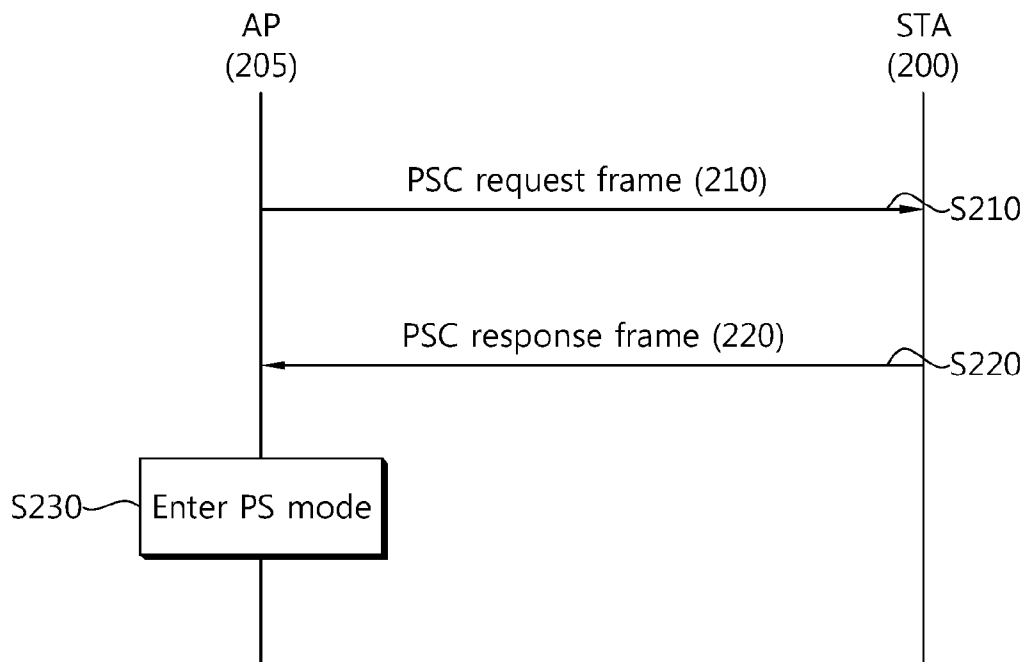 AP
(205)
STA
(200)
PSC request frame (210)
S210
PSC response frame (220)
S220
S230
Enter PS mode